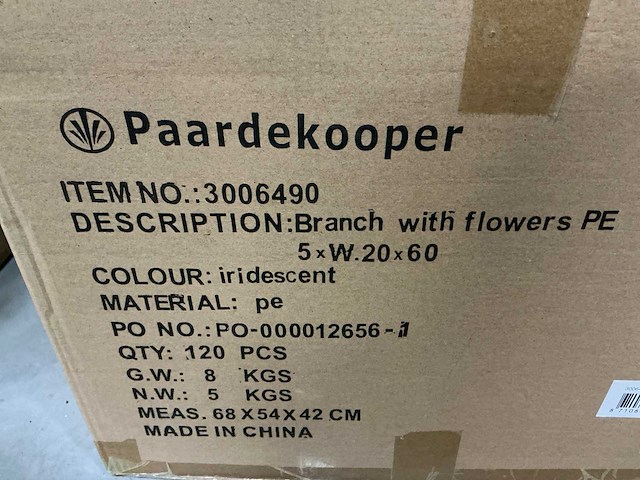 Paardekooper
ITEM NO.:3006490
DESCRIPTION:Branch with flowers PE
5xW.20x60
COLOUR: iridescent
MATERIAL: pe
PO NO.:PO-000012656-1
QTY: 120 PCS
G.W.: 8 KGS
N.W.: 5 KGS
MEAS. 68X54X42 CM
MADE IN CHINA